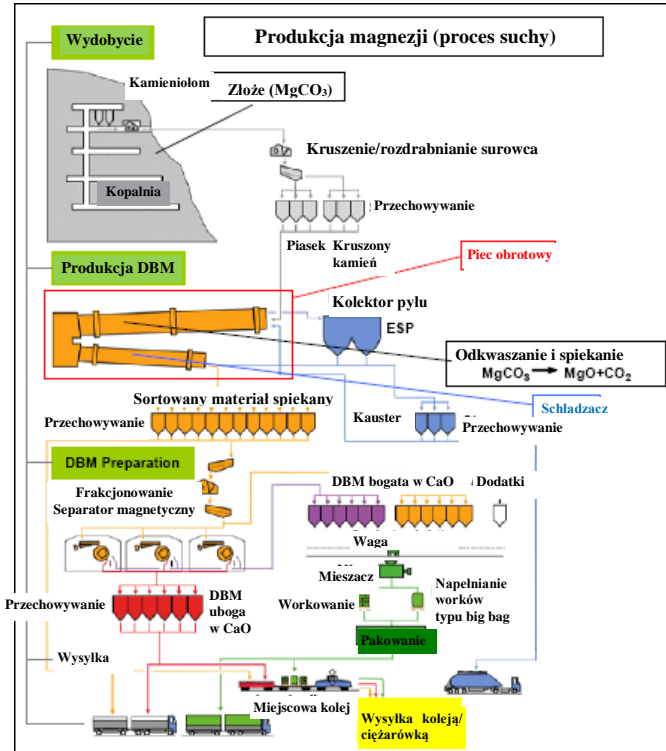 Wydobycie
Produkcja magnezji (proces suchy)
Kamieniołom
Złoże (MgCO₃)
Kruszenie/rozdrabnianie surowca
Kopalnia
Przechowywanie
Piasek Kruszony
kamień
Piec obrotowy
Produkcja DBM
Kolektor pyłu
ESP
Odkwaszanie i spiekanie
MgCO₃ → MgO+CO₂
Sortowany materiał spiekany
Schładzacz
Przechowywanie
Kauster
Przechowywanie
DBM Preparation
Frakcjonowanie
Separator magnetyczny
DBM bogata w CaO
Dodatki
Waga
Mieszacz
Przechowywanie
DBM
uboga
w CaO
Workowanie
Napełnianie
worków
typu big bag
Pakowanie
Wysyłka
Miejscowa kolej
Wysyłka koleją/
ciężarówką